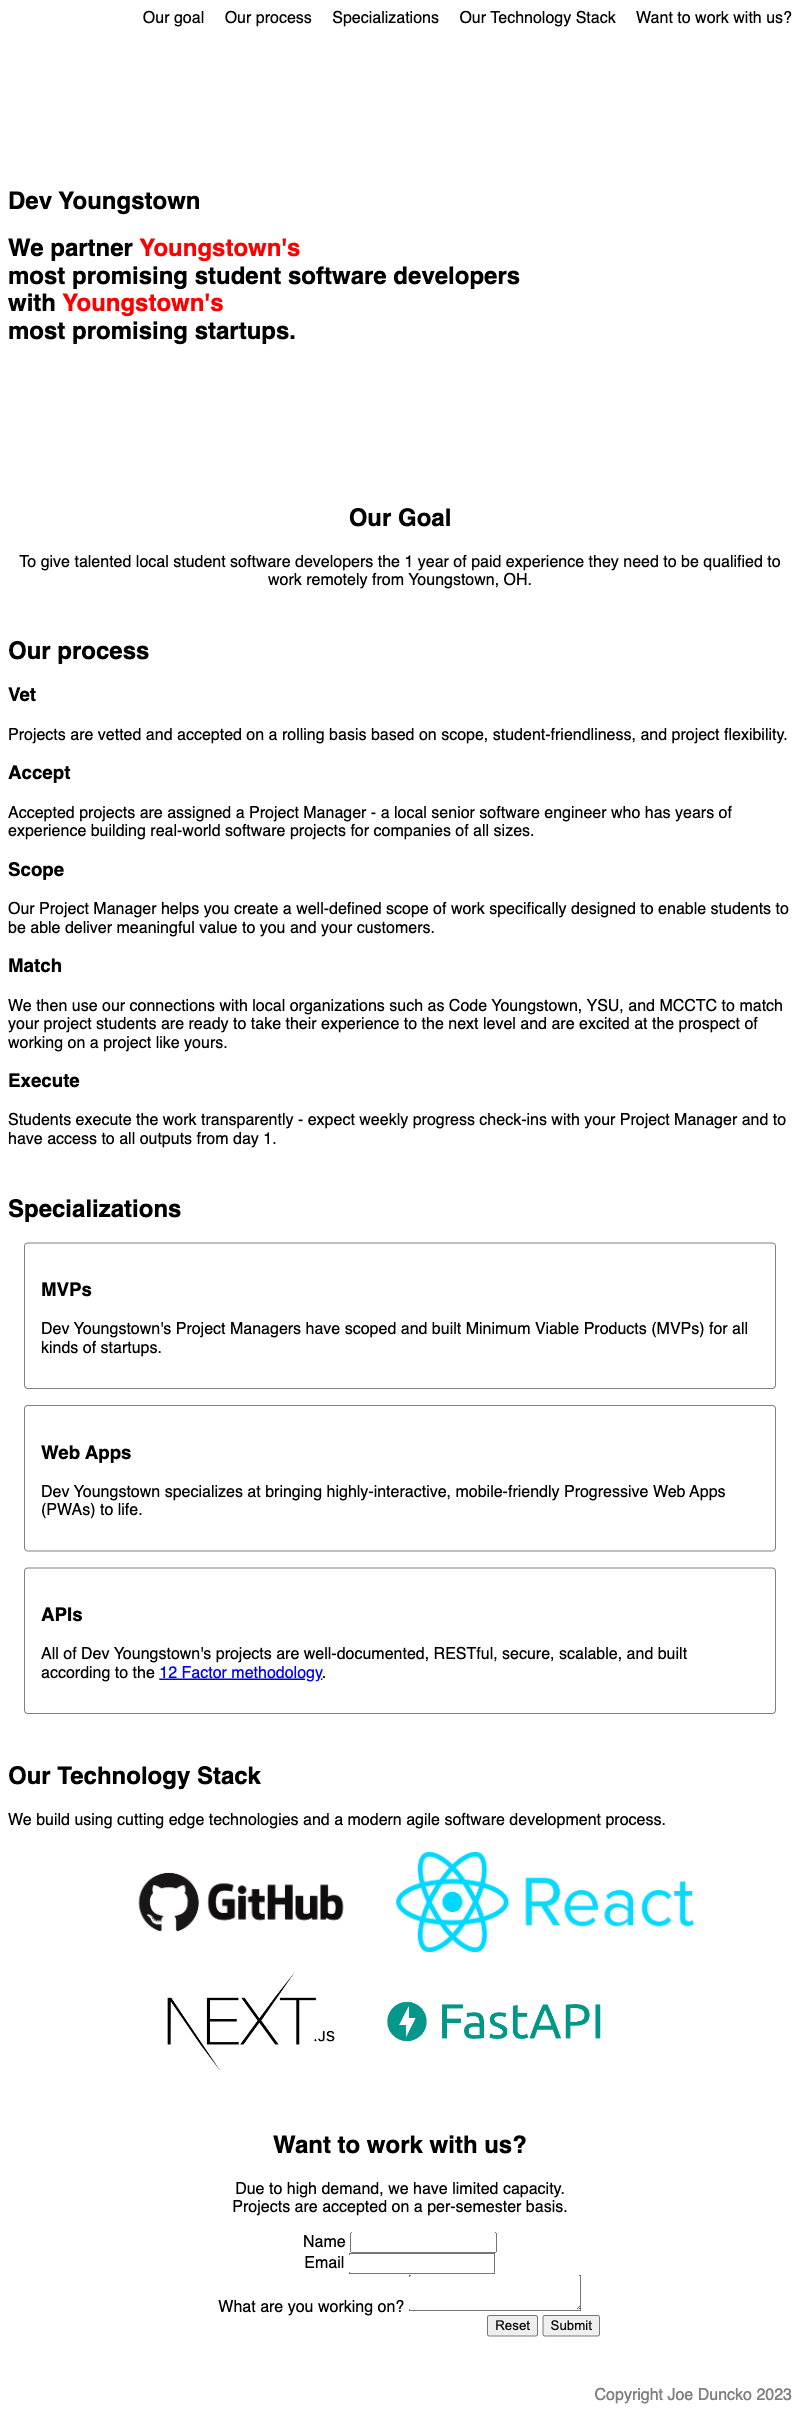 Our goal Our process Specializations Our Technology Stack Want to work with us?
Dev Youngstown
We partner Youngstown's
most promising student software developers
with Youngstown's
most promising startups.
Our Goal
To give talented local student software developers the 1 year of paid experience they need to be qualified to
work remotely from Youngstown, OH.
Our process
Vet
Projects are vetted and accepted on a rolling basis based on scope, student-friendliness, and project flexibility.
Accept
Accepted projects are assigned a Project Manager - a local senior software engineer who has years of
experience building real-world software projects for companies of all sizes.
Scope
Our Project Manager helps you create a well-defined scope of work specifically designed to enable students to
be able deliver meaningful value to you and your customers.
Match
We then use our connections with local organizations such as Code Youngstown, YSU, and MCCTC to match
your project students are ready to take their experience to the next level and are excited at the prospect of
working on a project like yours.
Execute
Students execute the work transparently - expect weekly progress check-ins with your Project Manager and to
have access to all outputs from day 1.
Specializations
MVPs
Dev Youngstown's Project Managers have scoped and built Minimum Viable Products (MVPs) for all
kinds of startups.
Web Apps
Dev Youngstown specializes at bringing highly-interactive, mobile-friendly Progressive Web Apps
(PWAs) to life.
APIs
All of Dev Youngstown's projects are well-documented, RESTful, secure, scalable, and built
according to the 12 Factor methodology.
Our Technology Stack
We build using cutting edge technologies and a modern agile software development process.
GitHub React
NEXT.JS FastAPI
Want to work with us?
Due to high demand, we have limited capacity.
Projects are accepted on a per-semester basis.
Name
Email
What are you working on?
Reset Submit
Copyright Joe Duncko 2023